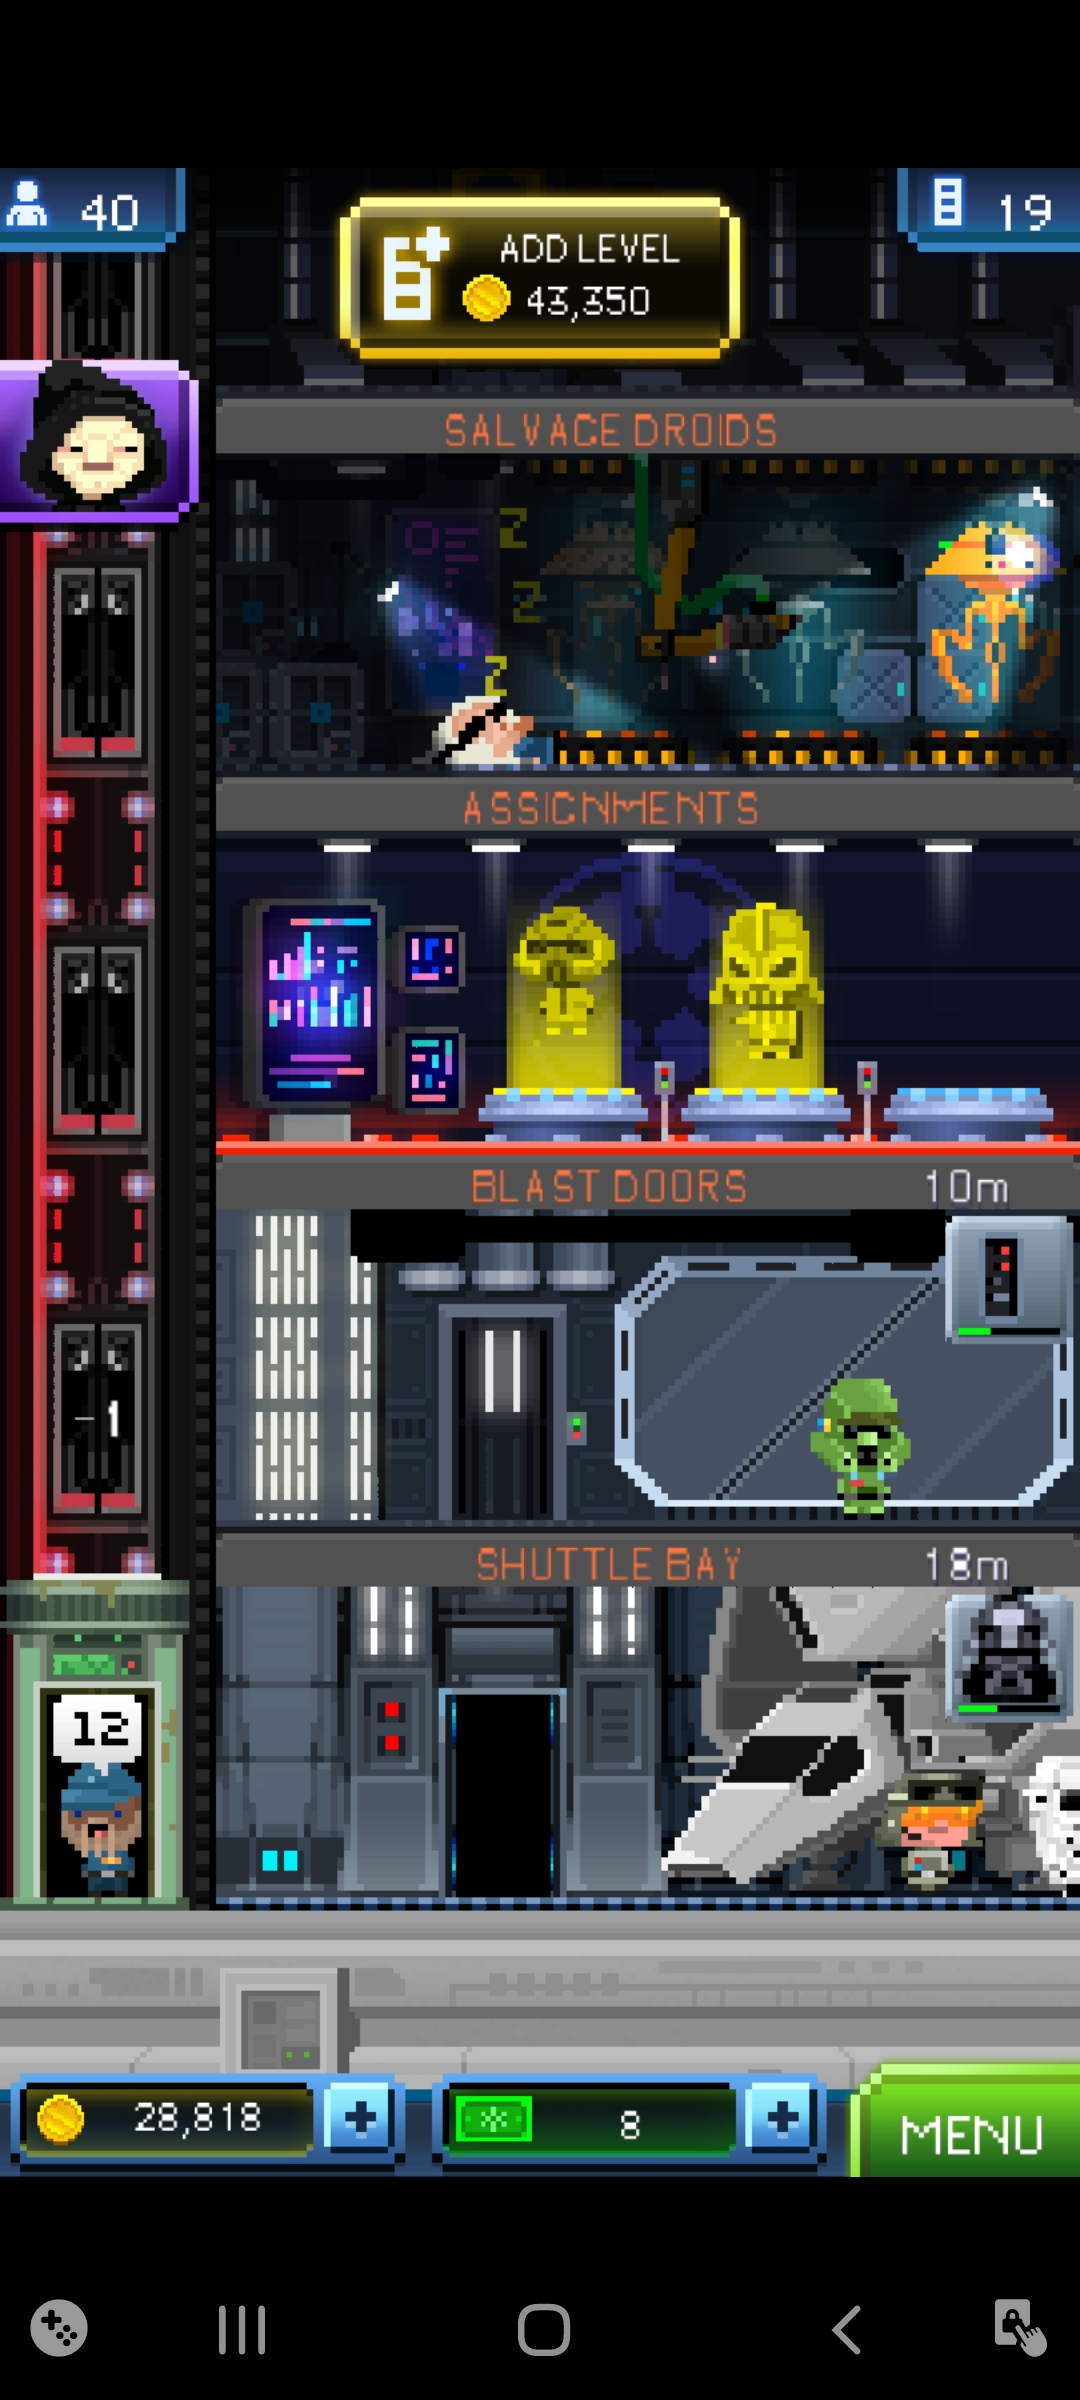 40
ADD LEVEL
43,350
19
SALVAGE DROIDS
Z
Z
Z
ASSIGNMENTS
BLAST DOORS 10m
-1
SHUTTLE BAY 18m
12
28,818
8
MENU